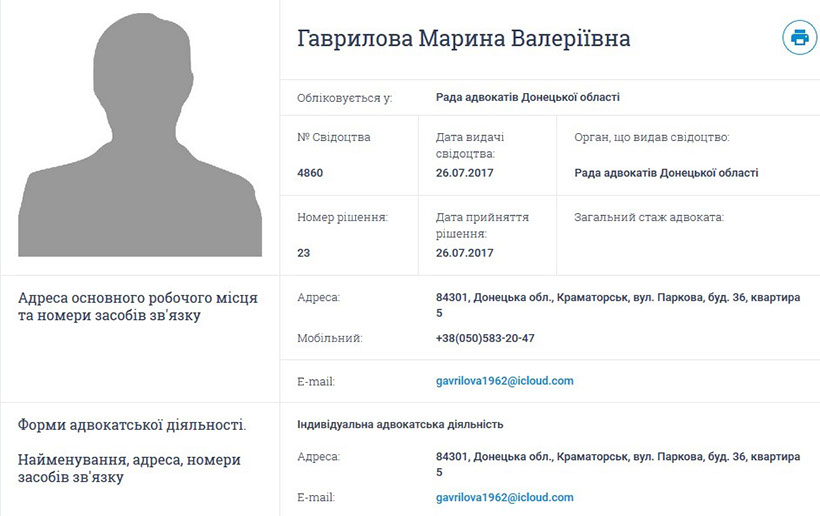 Гаврилова Марина Валеріївна
Обліковується у: Рада адвокатів Донецької області
№ Свідоцтва
4860
Дата видачі
свідоцтва:
26.07.2017
Орган, що видав свідоцтво:
Рада адвокатів Донецької області
Номер рішення:
23
Дата прийняття
рішення:
26.07.2017
Загальний стаж адвоката:
Адреса основного робочого місця
та номери засобів зв'язку
Адреса: 84301, Донецька обл., Краматорськ, вул. Паркова, буд. 36, квартира
5
Мобільний: +38(050)583-20-47
E-mail: gavrilova1962@icloud.com
Форми адвокатської діяльності.
Найменування, адреса, номери
засобів зв'язку
Індивідуальна адвокатська діяльність
Адреса: 84301, Донецька обл., Краматорськ, вул. Паркова, буд. 36, квартира
5
E-mail: gavrilova1962@icloud.com